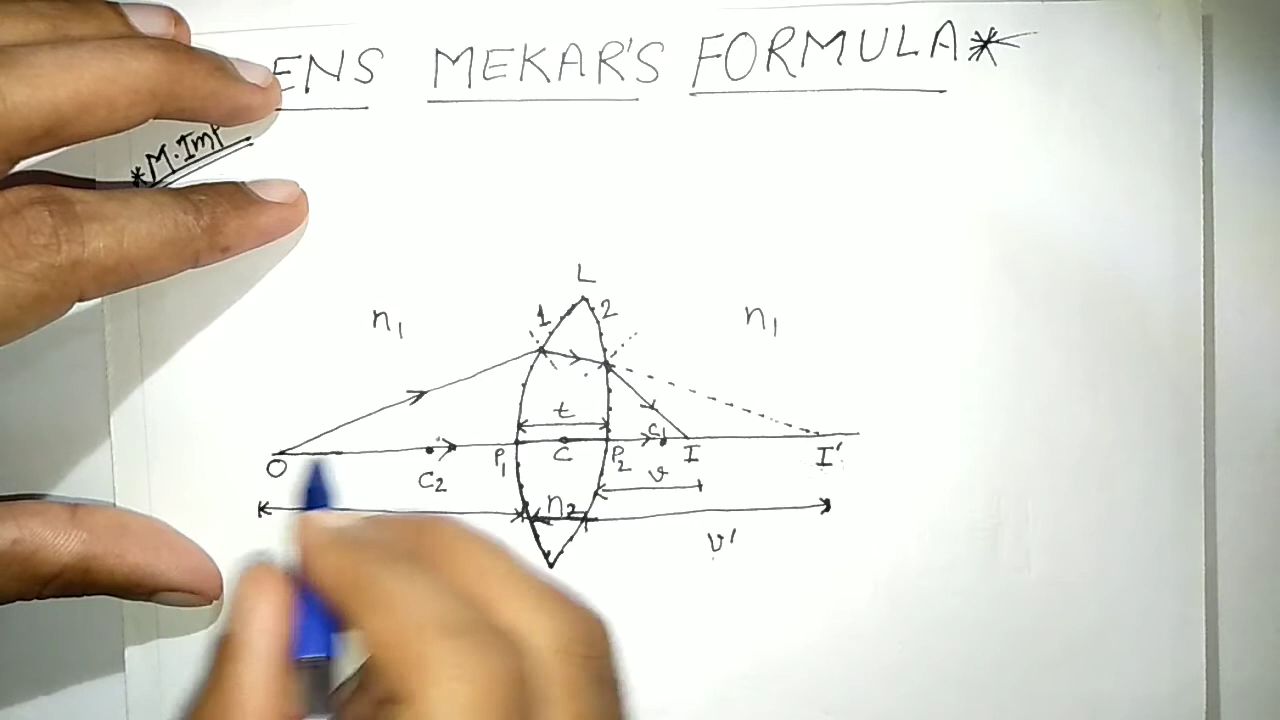 ENS MEKAR'S FORMULA*
*M.Imp
L
n₁ 1 2 n₁
t C₁
O C₂ P₁ C P₂ I I'
v
n₂
v'